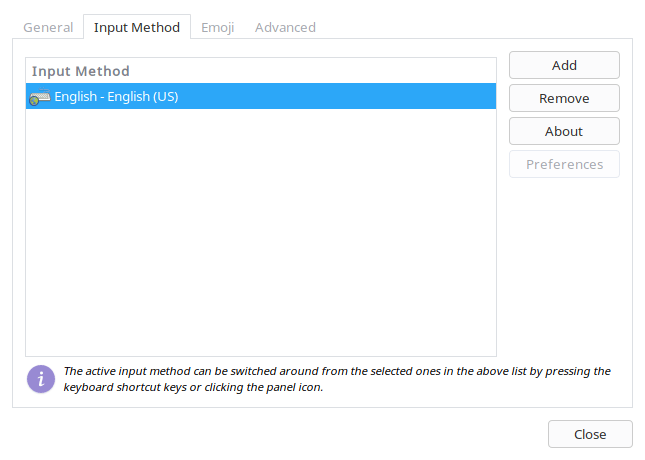 General Input Method Emoji Advanced
Input Method
English - English (US)
Add
Remove
About
Preferences
The active input method can be switched around from the selected ones in the above list by pressing the
keyboard shortcut keys or clicking the panel icon.
Close